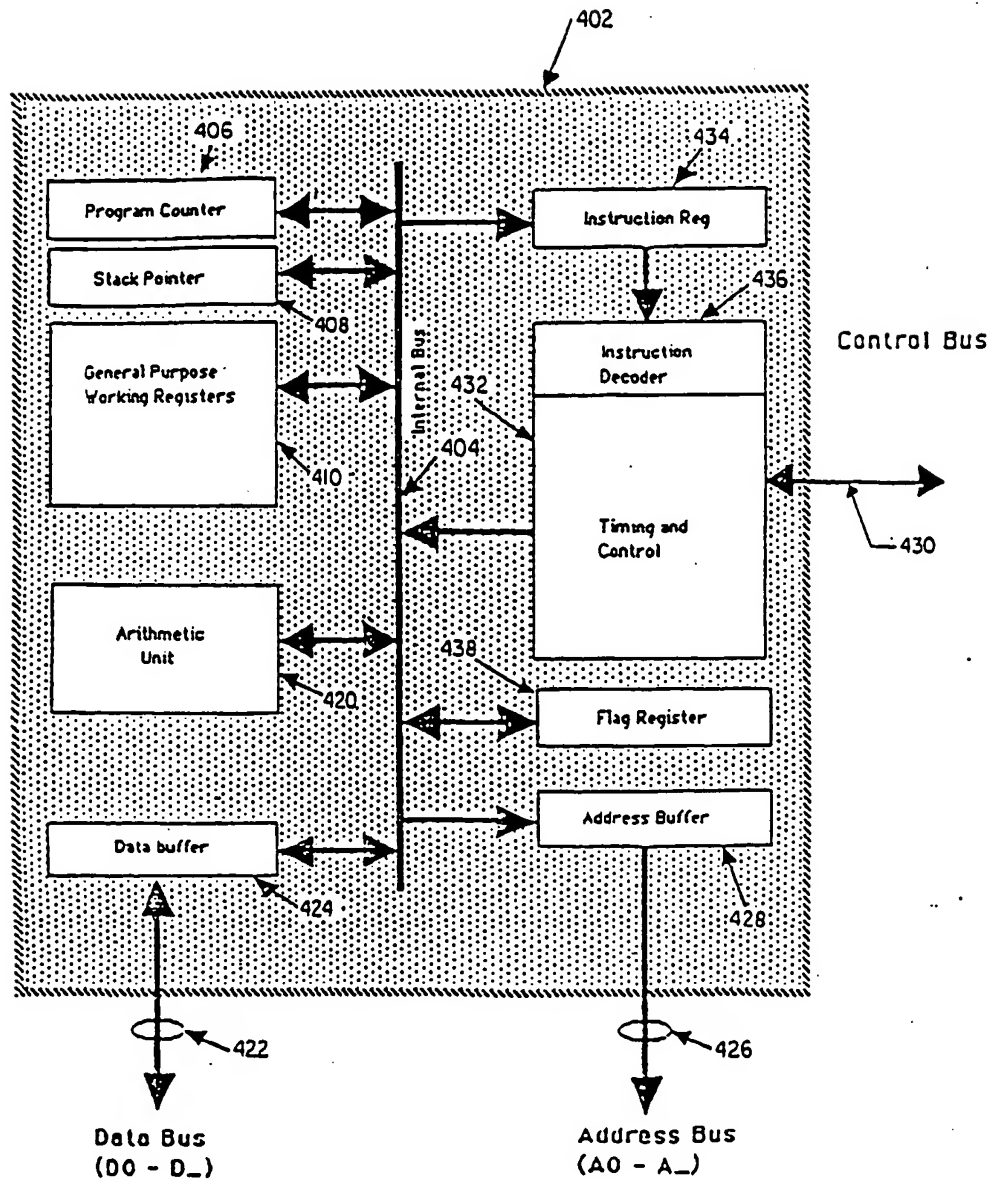 402
406
434
Program Counter
Instruction Reg
Stack Pointer
436
408
General Purpose
Working Registers
Internal Bus
Instruction
Decoder
Control Bus
432
404
410
Timing and
Control
430
Arithmetic
Unit
438
420
Flag Register
Address Buffer
Data buffer
424
428
422
426
Data Bus
(D0 - D_)
Address Bus
(A0 - A_)